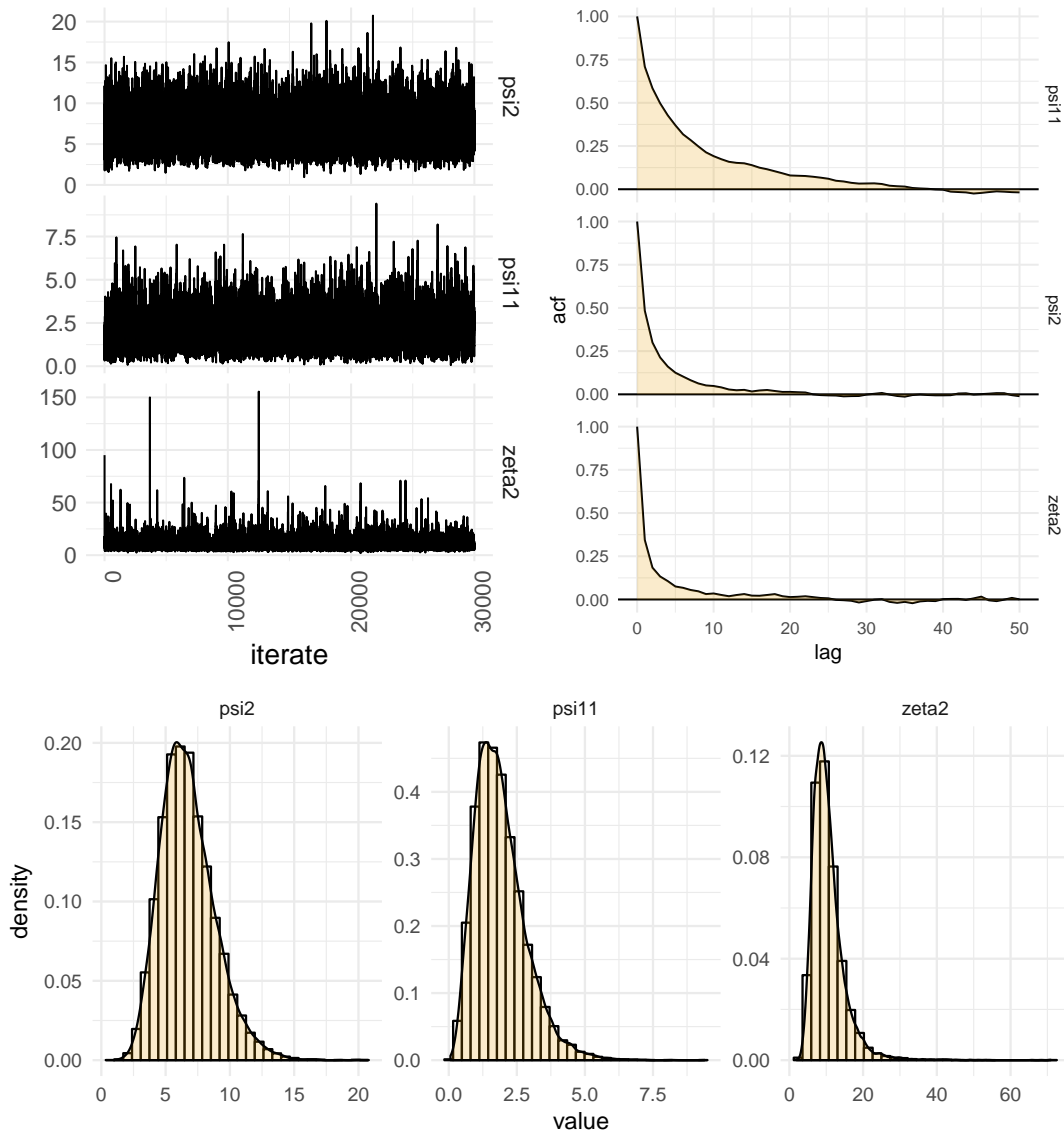 20
15
10
5
0
psi2
7.5
5.0
2.5
0.0
psi11
150
100
50
0
zeta2
0
10000
20000
30000
iterate
acf
1.00
0.75
0.50
0.25
0.00
psi11
1.00
0.75
0.50
0.25
0.00
psi2
1.00
0.75
0.50
0.25
0.00
zeta2
0 10 20 30 40 50
lag
psi2 psi11 zeta2
density
0.20
0.15
0.10
0.05
0.00
0 5 10 15 20
0.4
0.3
0.2
0.1
0.0
0.0 2.5 5.0 7.5
0.12
0.08
0.04
0.00
0 20 40 60
value